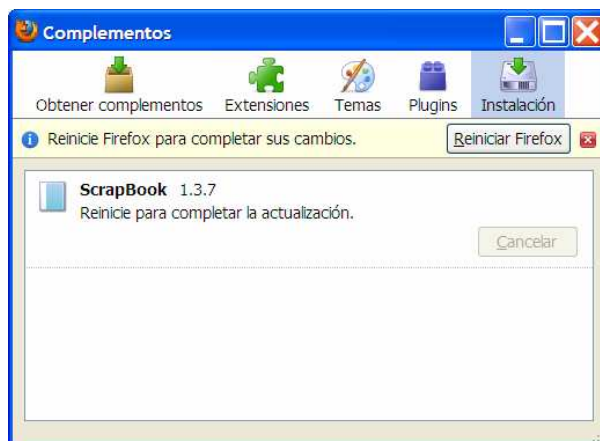 Complementos
Obtener complementos Extensiones Temas Plugins Instalación
Reinicie Firefox para completar sus cambios. Reiniciar Firefox
ScrapBook 1.3.7
Reinicie para completar la actualización.
Cancelar